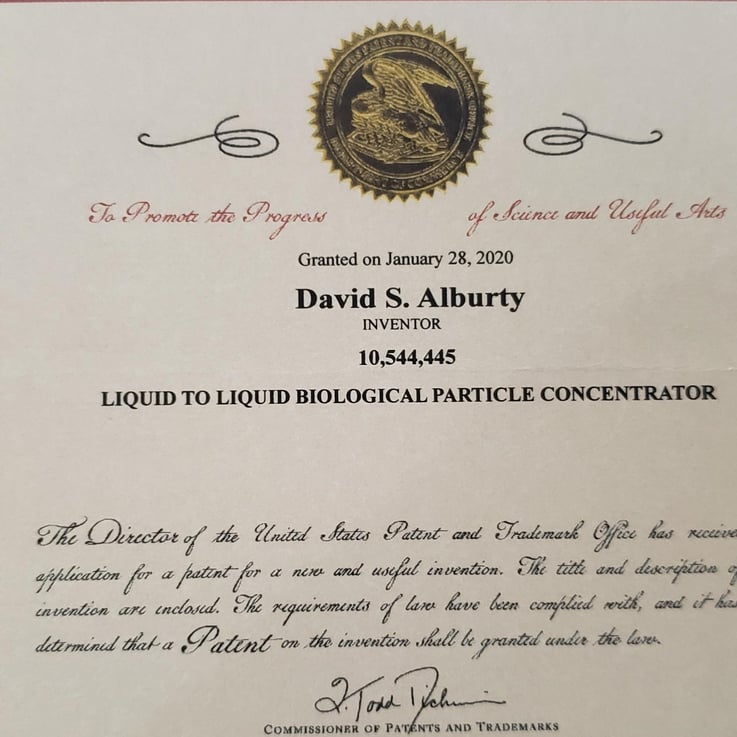 To Promote the Progress of Science and Useful Arts
Granted on January 28, 2020
David S. Alburty
INVENTOR
10,544,445
LIQUID TO LIQUID BIOLOGICAL PARTICLE CONCENTRATOR
The Director of the United States Patent and Trademark Office has receive
application for a patent for a new and useful invention. The title and description of
invention are enclosed. The requirements of law have been complied with, and it has
determined that a Patent on the invention shall be granted under the law.
COMMISSIONER OF PATENTS AND TRADEMARKS